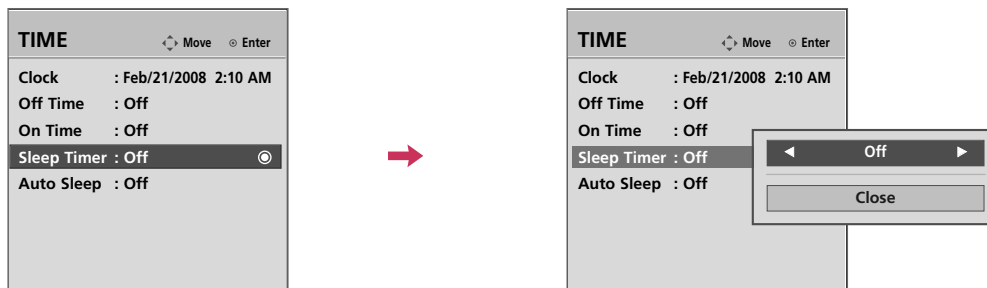 TIME Move Enter
Clock : Feb/21/2008 2:10 AM
Off Time : Off
On Time : Off
Sleep Timer : Off
Auto Sleep : Off
TIME Move Enter
Clock : Feb/21/2008 2:10 AM
Off Time : Off
On Time : Off
Sleep Timer : Off
Auto Sleep : Off
Off
Close